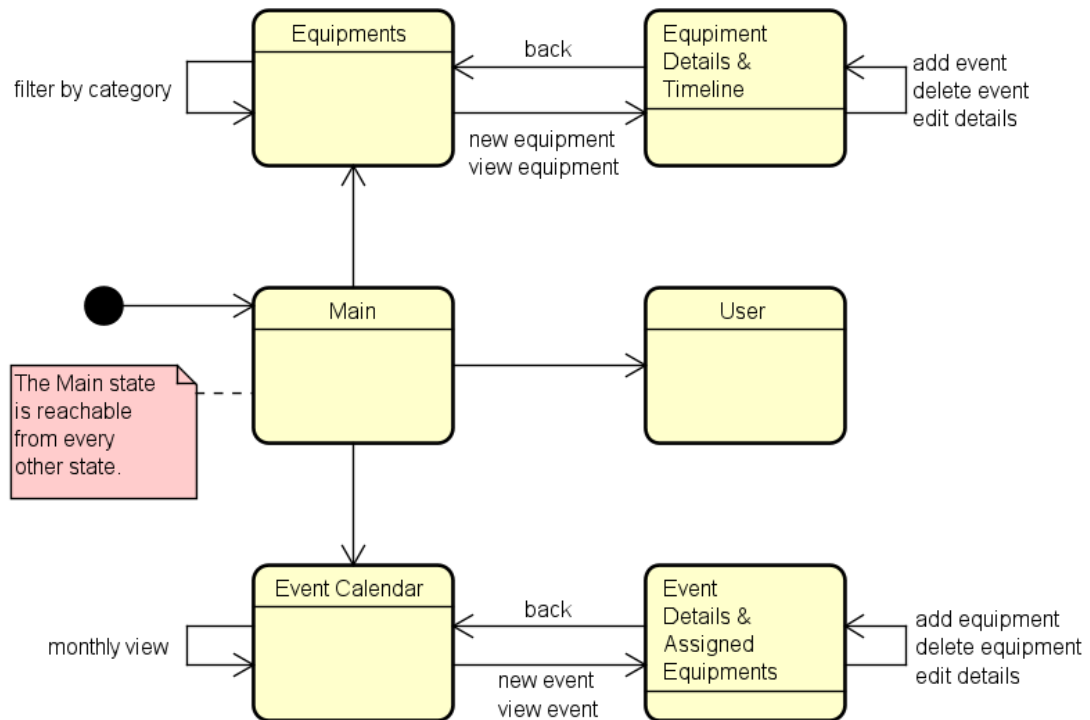 Equipments
Equpiment
Details &
Timeline
back
filter by category
add event
delete event
edit details
new equipment
view equipment
Main
User
The Main state
is reachable
from every
other state.
Event Calendar
Event
Details &
Assigned
Equipments
back
monthly view
add equipment
delete equipment
edit details
new event
view event